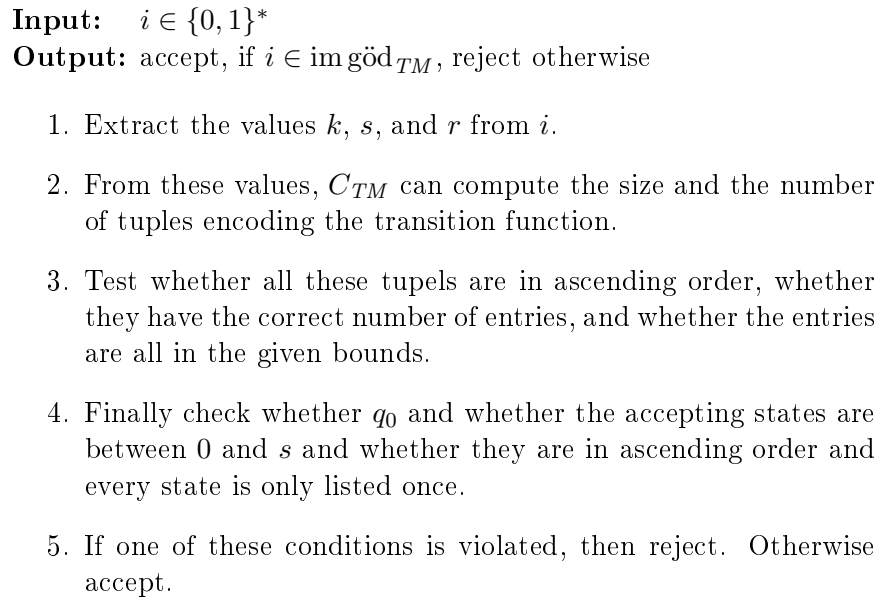 Input: i ∈ {0, 1}*
Output: accept, if i ∈ im göd_TM, reject otherwise
1. Extract the values k, s, and r from i.
2. From these values, C_TM can compute the size and the number
of tuples encoding the transition function.
3. Test whether all these tupels are in ascending order, whether
they have the correct number of entries, and whether the entries
are all in the given bounds.
4. Finally check whether q_0 and whether the accepting states are
between 0 and s and whether they are in ascending order and
every state is only listed once.
5. If one of these conditions is violated, then reject. Otherwise
accept.